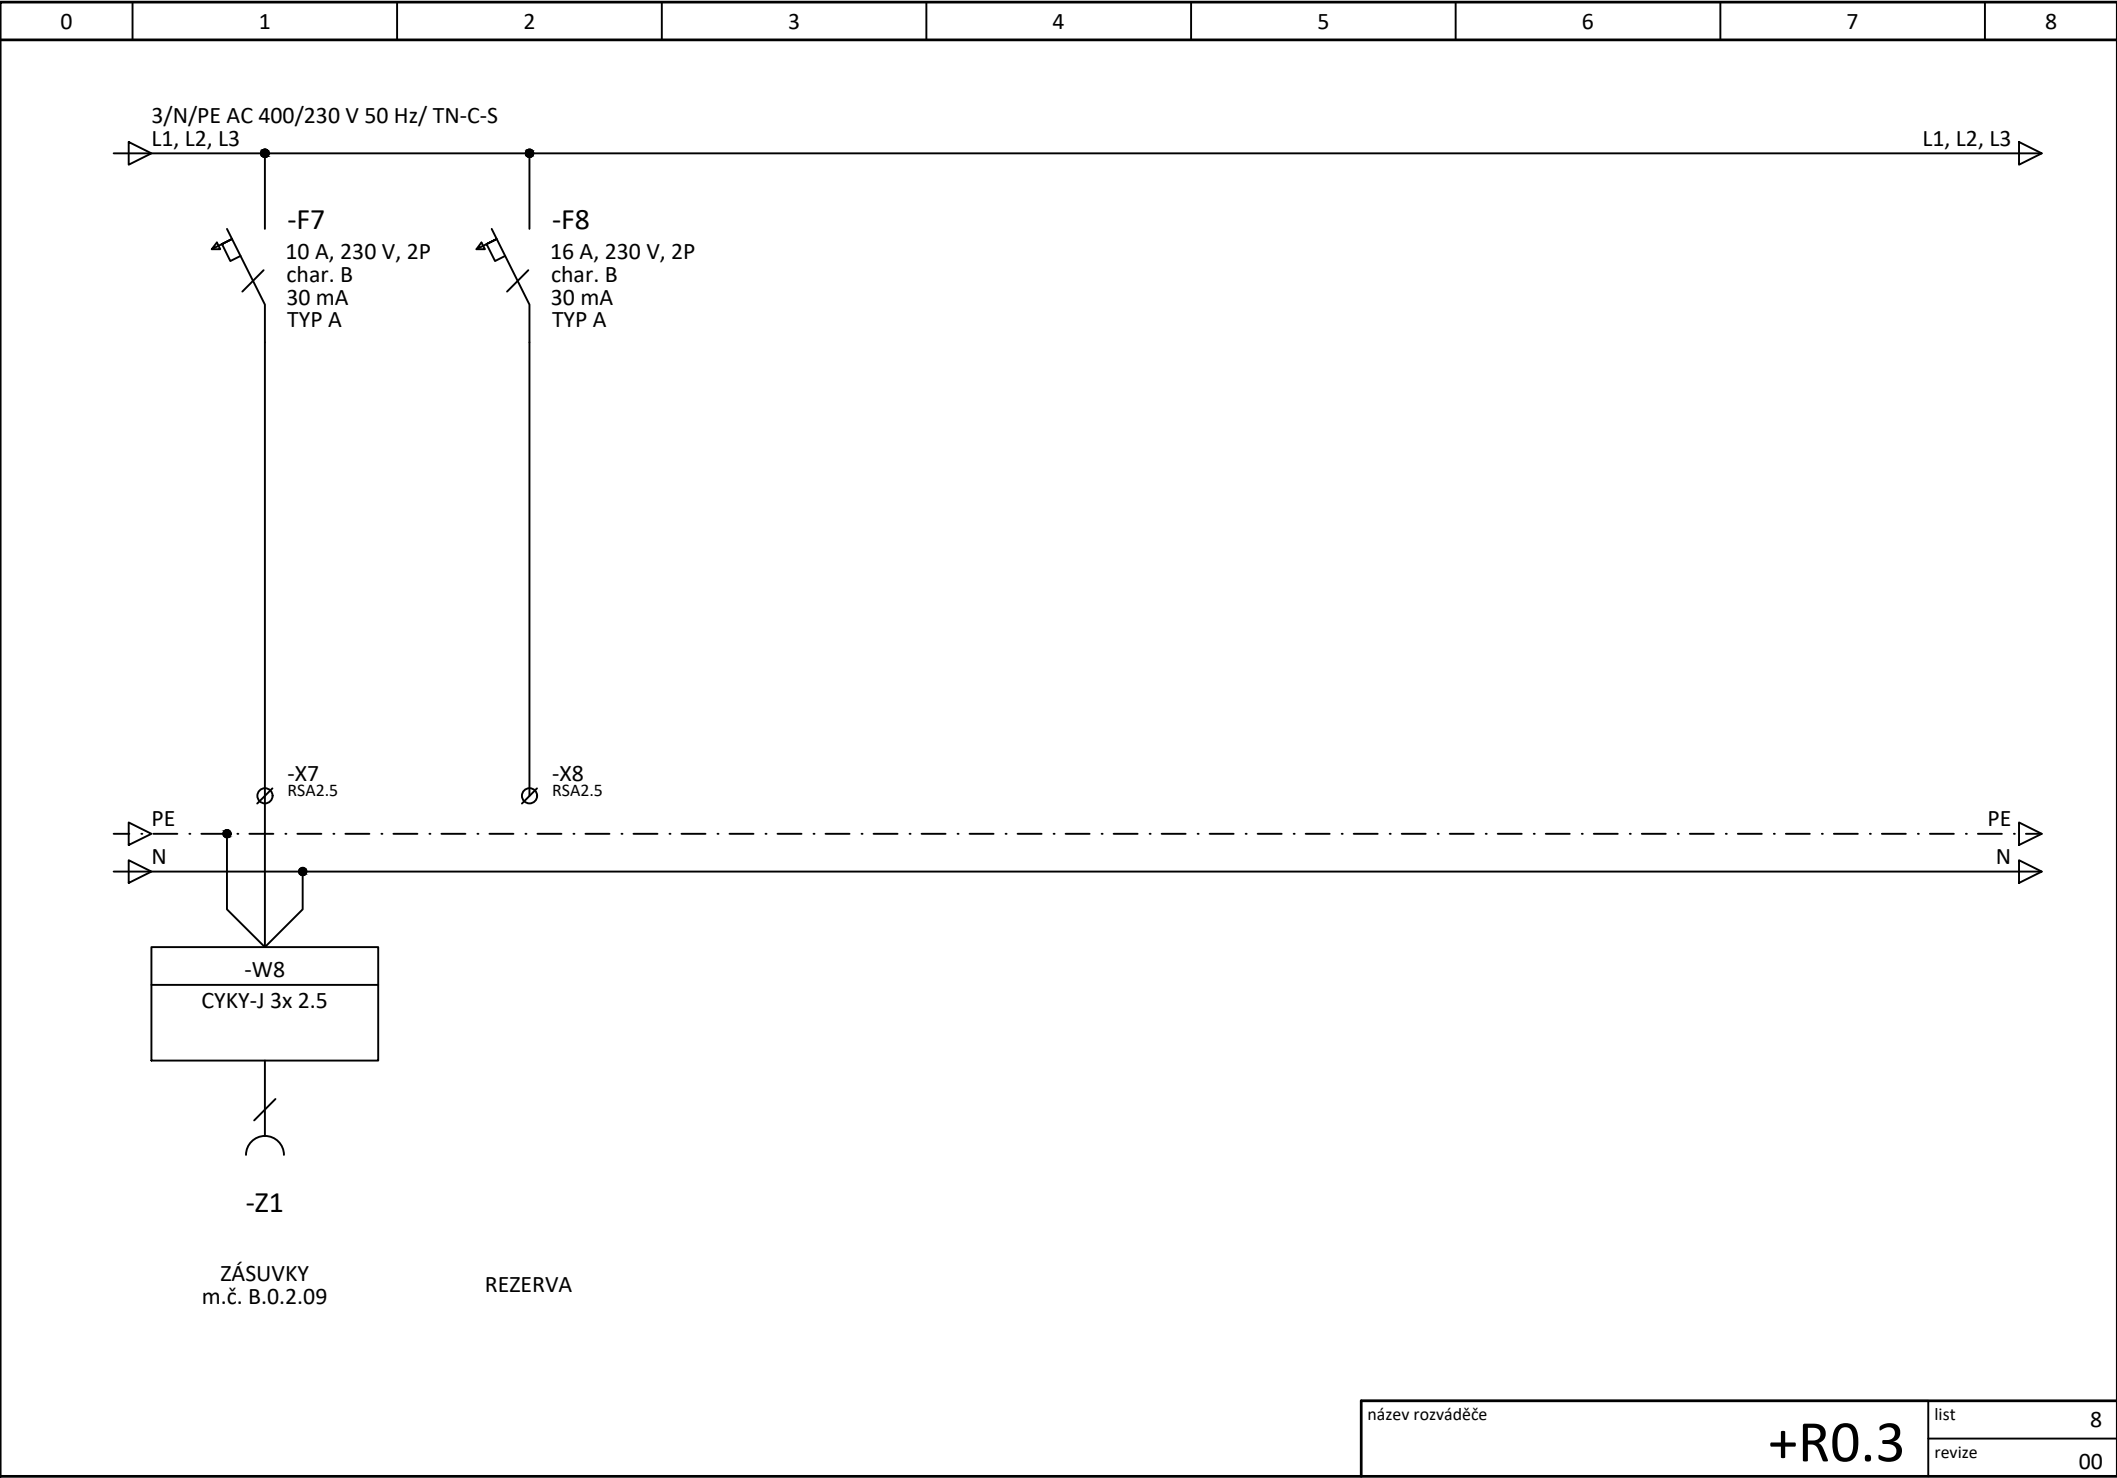 0 1 2 3 4 5 6 7 8
3/N/PE AC 400/230 V 50 Hz/ TN-C-S
L1, L2, L3 L1, L2, L3
-F7 -F8
10 A, 230 V, 2P 16 A, 230 V, 2P
char. B char. B
30 mA 30 mA
TYP A TYP A
-X7 -X8
RSA2.5 RSA2.5
PE PE
N N
-W8
CYKY-J 3x 2.5
-Z1
ZÁSUVKY
m.č. B.0.2.09
REZERVA
název rozváděče
+R0.3
list 8
revize 00